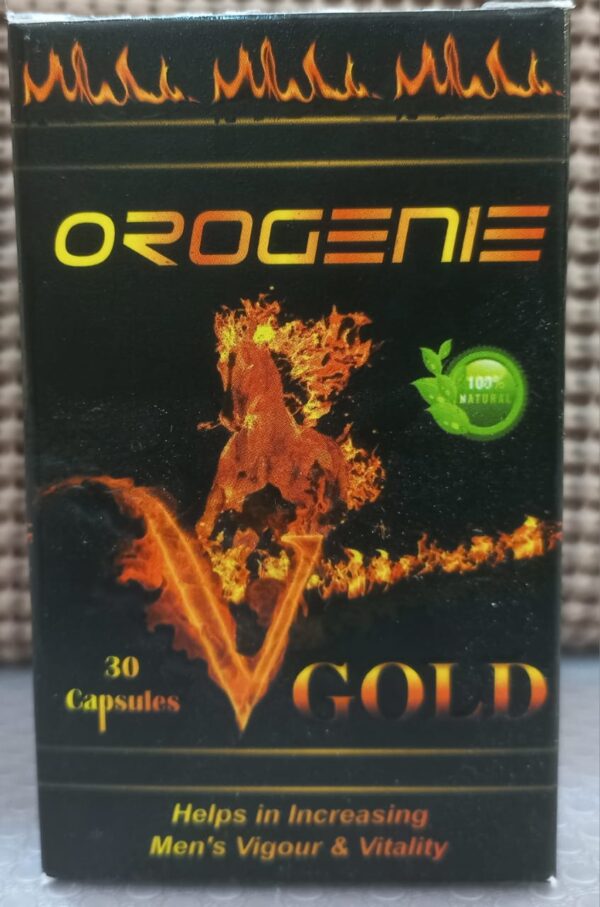 OROGENIE
100%
NATURAL
30
Capsules
V
GOLD
Helps in Increasing
Men's Vigour & Vitality